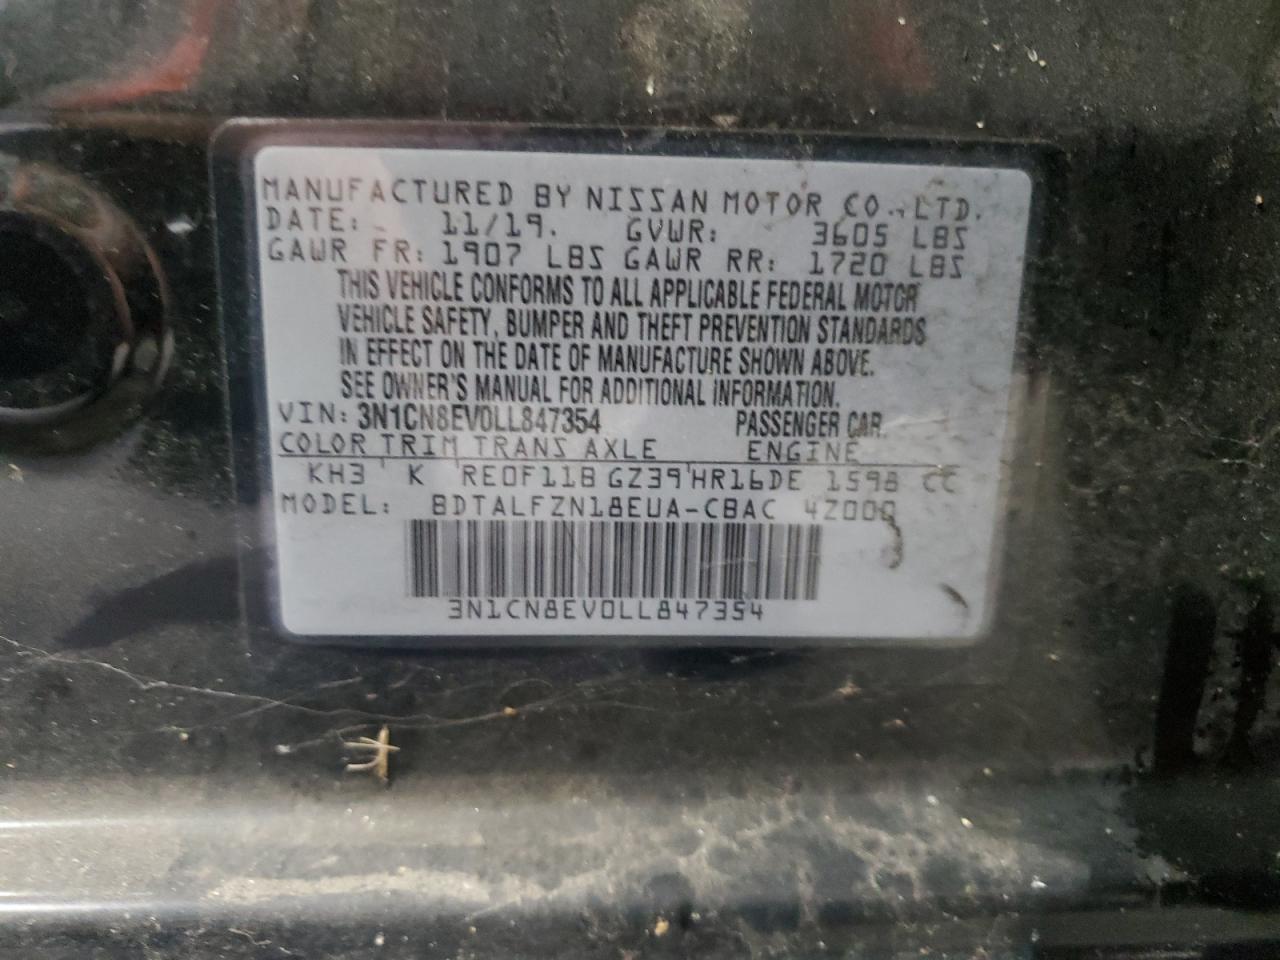 MANUFACTURED BY NISSAN MOTOR CO.,LTD.
DATE: 11/19. GVWR: 3605 LBS
GAWR FR: 1907 LBS GAWR RR: 1720 LBS
THIS VEHICLE CONFORMS TO ALL APPLICABLE FEDERAL MOTOR
VEHICLE SAFETY, BUMPER AND THEFT PREVENTION STANDARDS
IN EFFECT ON THE DATE OF MANUFACTURE SHOWN ABOVE.
SEE OWNER'S MANUAL FOR ADDITIONAL INFORMATION.
VIN: 3N1CN8EV0LL847354 PASSENGER CAR
COLOR TRIM TRANS AXLE ENGINE
KH3 K RE0F11B GZ39 HR16DE 1598 CC
MODEL: BDTALFZN18EUA-CBAC 4Z000
3N1CN8EV0LL847354